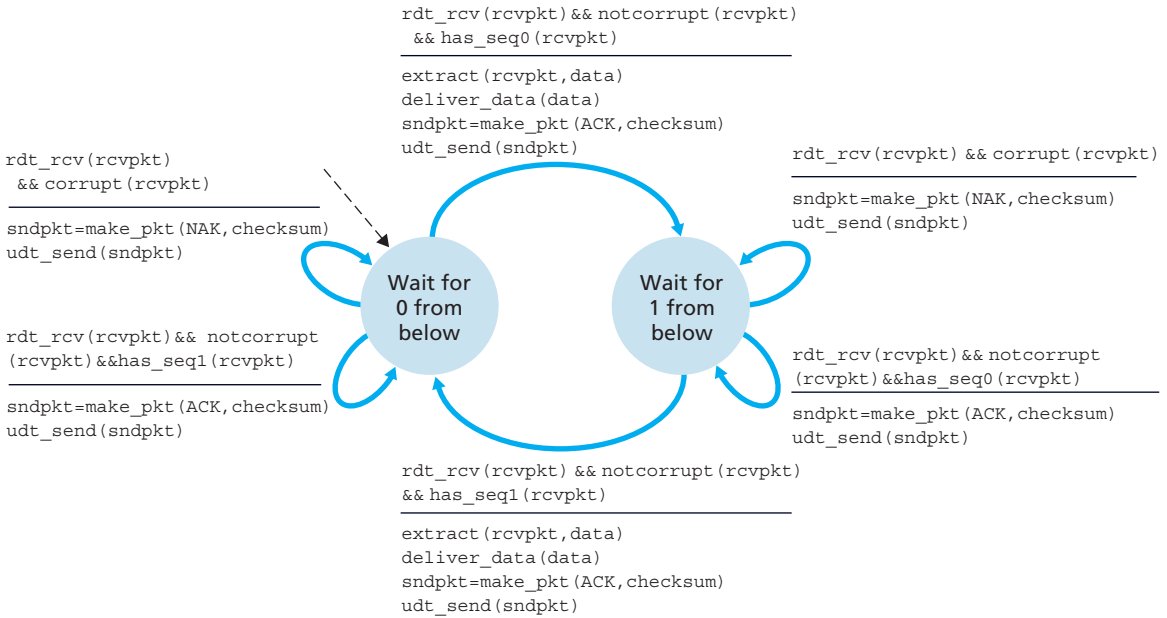 rdt_rcv(rcvpkt)&& notcorrupt(rcvpkt)
&& has_seq0(rcvpkt)
extract(rcvpkt,data)
deliver_data(data)
sndpkt=make_pkt(ACK,checksum)
udt_send(sndpkt)
rdt_rcv(rcvpkt)
&& corrupt(rcvpkt)
sndpkt=make_pkt(NAK,checksum)
udt_send(sndpkt)
rdt_rcv(rcvpkt) && corrupt(rcvpkt)
sndpkt=make_pkt(NAK,checksum)
udt_send(sndpkt)
Wait for
0 from
below
Wait for
1 from
below
rdt_rcv(rcvpkt)&& notcorrupt
(rcvpkt)&&has_seq1(rcvpkt)
sndpkt=make_pkt(ACK,checksum)
udt_send(sndpkt)
rdt_rcv(rcvpkt)&& notcorrupt
(rcvpkt)&&has_seq0(rcvpkt)
sndpkt=make_pkt(ACK,checksum)
udt_send(sndpkt)
rdt_rcv(rcvpkt) && notcorrupt(rcvpkt)
&& has_seq1(rcvpkt)
extract(rcvpkt,data)
deliver_data(data)
sndpkt=make_pkt(ACK,checksum)
udt_send(sndpkt)